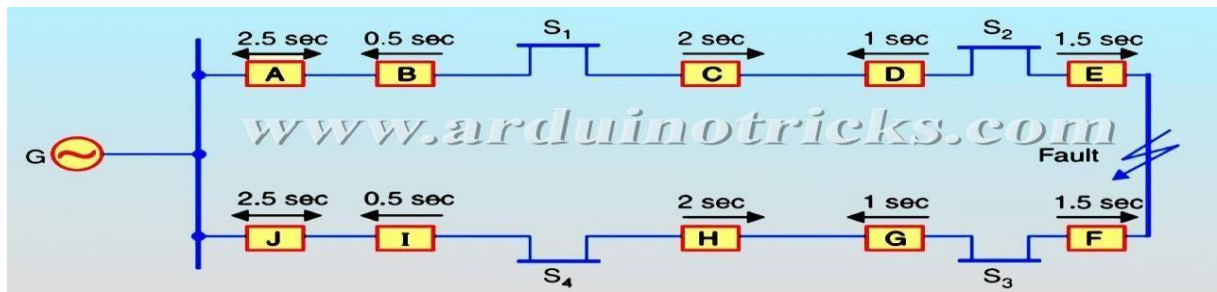 2.5 sec 0.5 sec S1 2 sec 1 sec S2 1.5 sec
A B C D E
www.arduinotricks.com
G Fault
2.5 sec 0.5 sec 2 sec 1 sec 1.5 sec
J I H G F
S4 S3